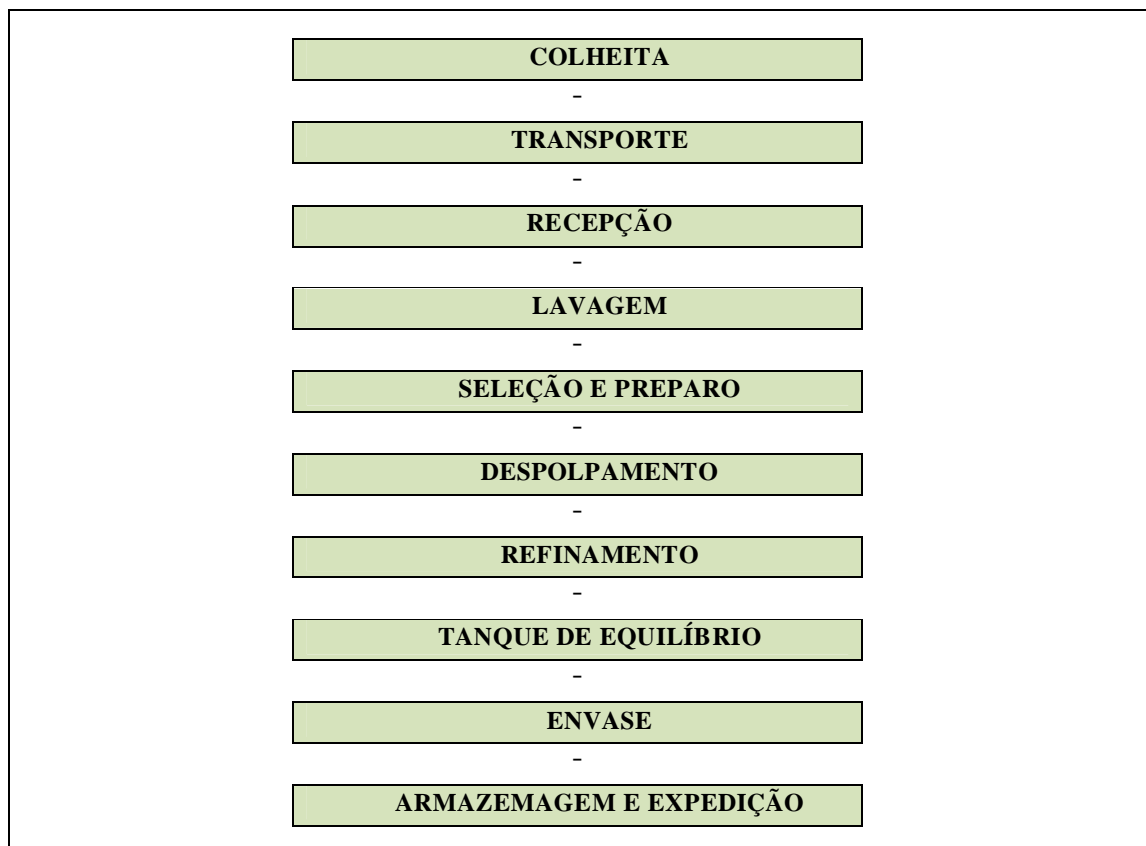 COLHEITA
-
TRANSPORTE
-
RECEPÇÃO
-
LAVAGEM
-
SELEÇÃO E PREPARO
-
DESPOLPAMENTO
-
REFINAMENTO
-
TANQUE DE EQUILÍBRIO
-
ENVASE
-
ARMAZEMAGEM E EXPEDIÇÃO